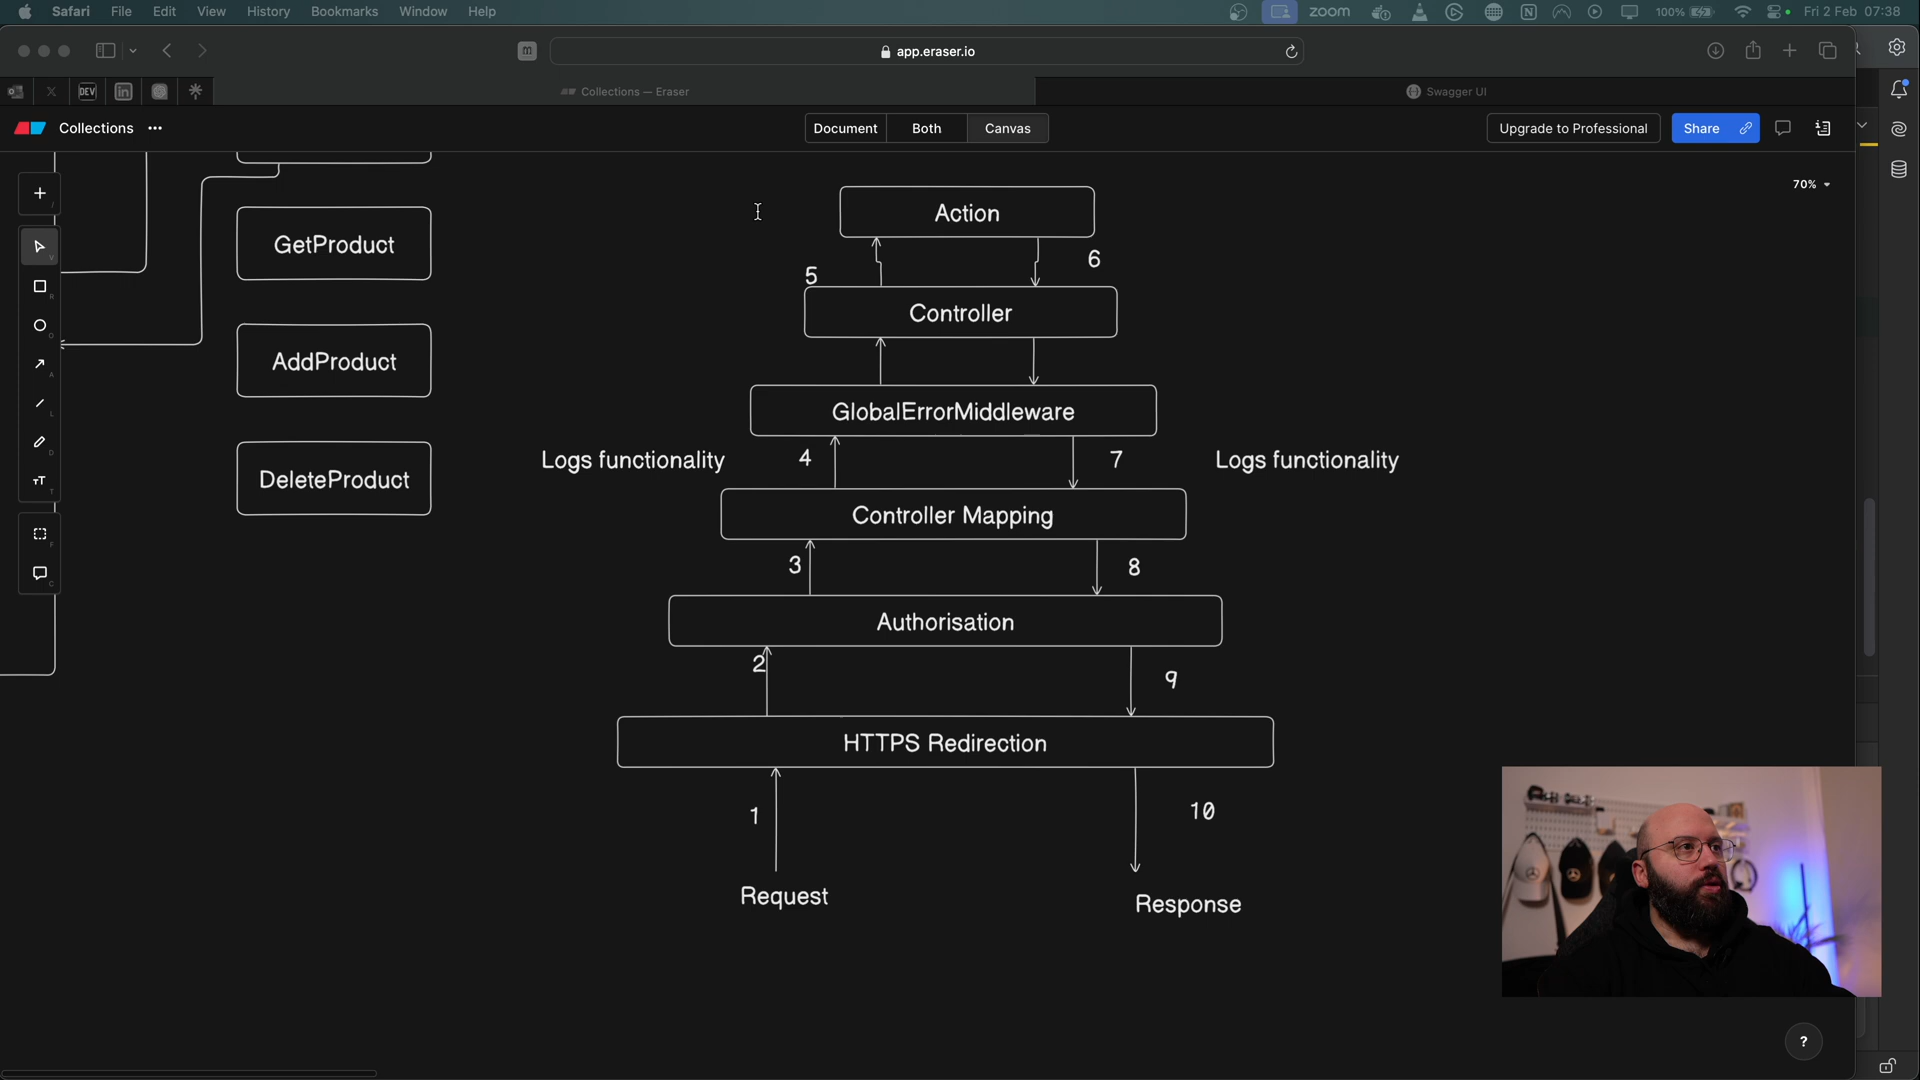 Safari File Edit View History Bookmarks Window Help
zoom 100% Fri 2 Feb 07:38
app.eraser.io
DEV
Collections — Eraser
Swagger UI
Collections ...
Document Both Canvas
Upgrade to Professional Share
70%
GetProduct
AddProduct
DeleteProduct
Action
5
6
Controller
GlobalErrorMiddleware
Logs functionality 4 7 Logs functionality
Controller Mapping
3 8
Authorisation
2
9
HTTPS Redirection
1
10
Request
Response
?